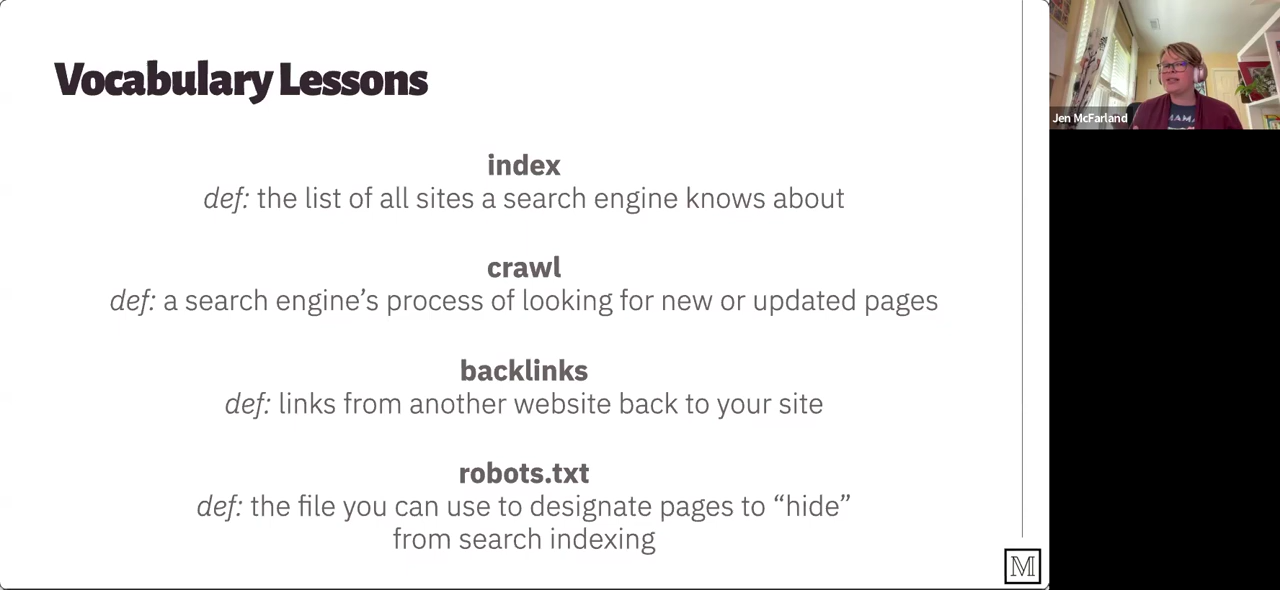 Vocabulary Lessons
index
def: the list of all sites a search engine knows about
crawl
def: a search engine’s process of looking for new or updated pages
backlinks
def: links from another website back to your site
robots.txt
def: the file you can use to designate pages to “hide”
from search indexing
M
Jen McFarland
MAMA